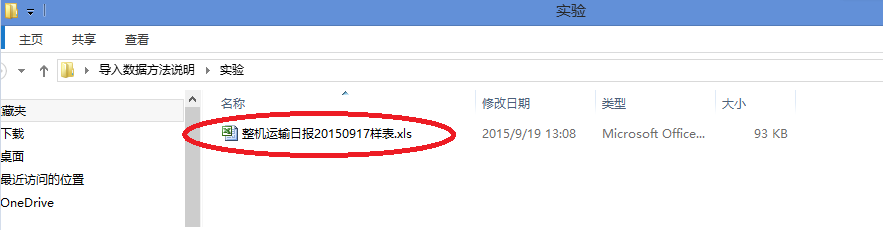 实验
主页 共享 查看
导入数据方法说明 实验
藏夹 名称 修改日期 类型 大小
下载 整机运输日报20150917样表.xls 2015/9/19 13:08 Microsoft Office... 93 KB
桌面
最近访问的位置
OneDrive